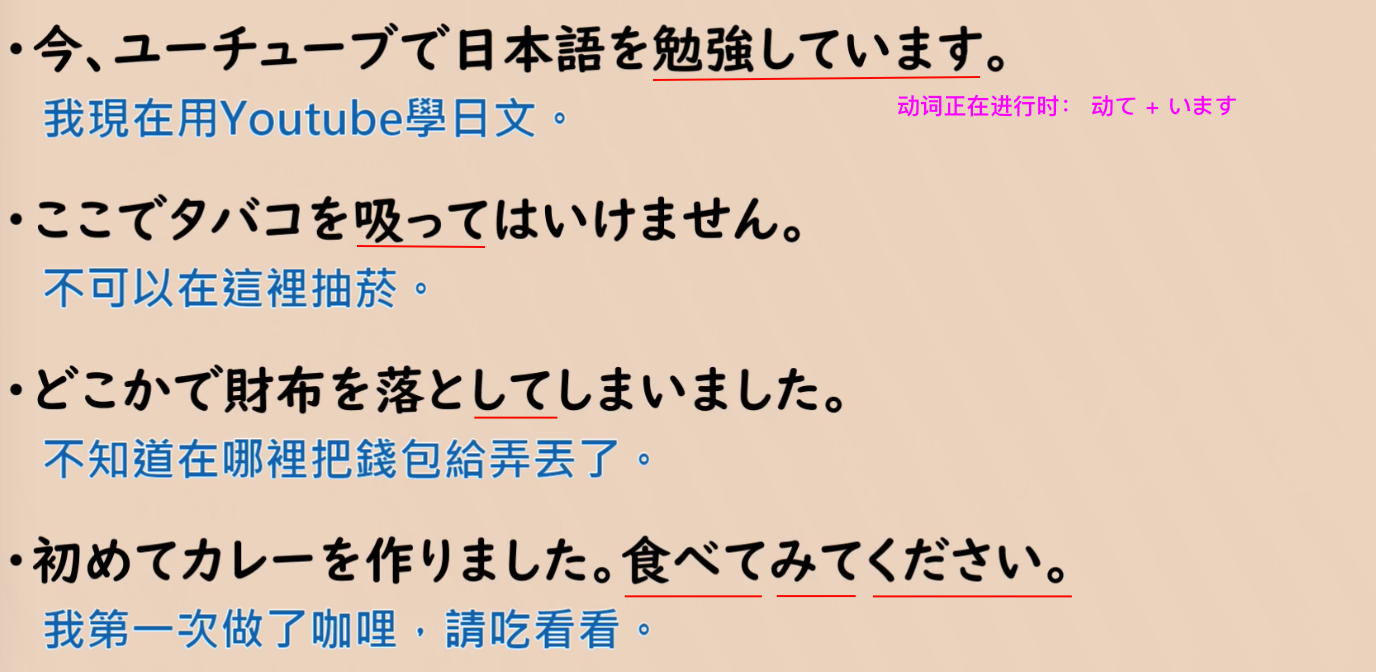 ・今、ユーチューブで日本語を勉強しています。
我現在用Youtube學日文。
动词正在进行时： 动て + います
・ここでタバコを吸ってはいけません。
不可以在這裡抽菸。
・どこかで財布を落としてしまいました。
不知道在哪裡把錢包給弄丟了。
・初めてカレーを作りました。食べてみてください。
我第一次做了咖哩，請吃看看。